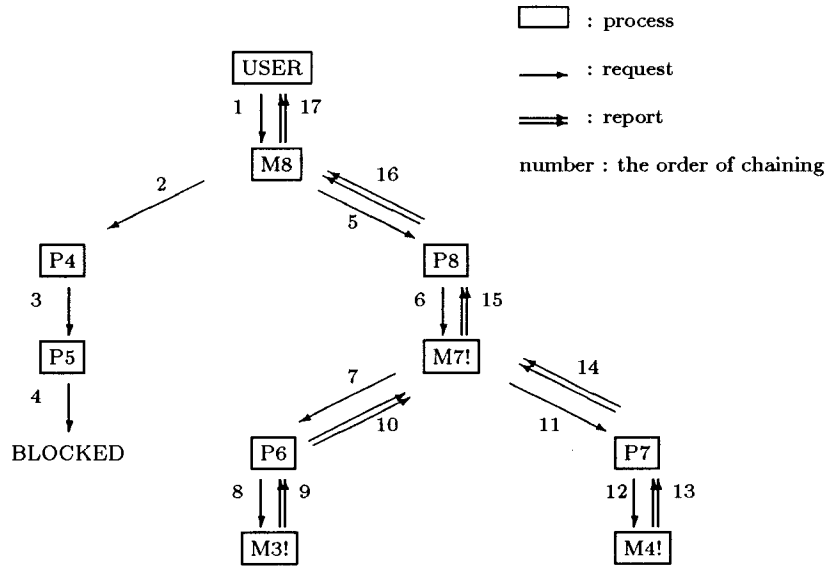 : process
USER
: request
1
17
: report
M8
number : the order of chaining
2
16
5
P4
P8
3
6
15
P5
M7!
4
7
14
10
11
BLOCKED
P6
P7
8
9
12
13
M3!
M4!